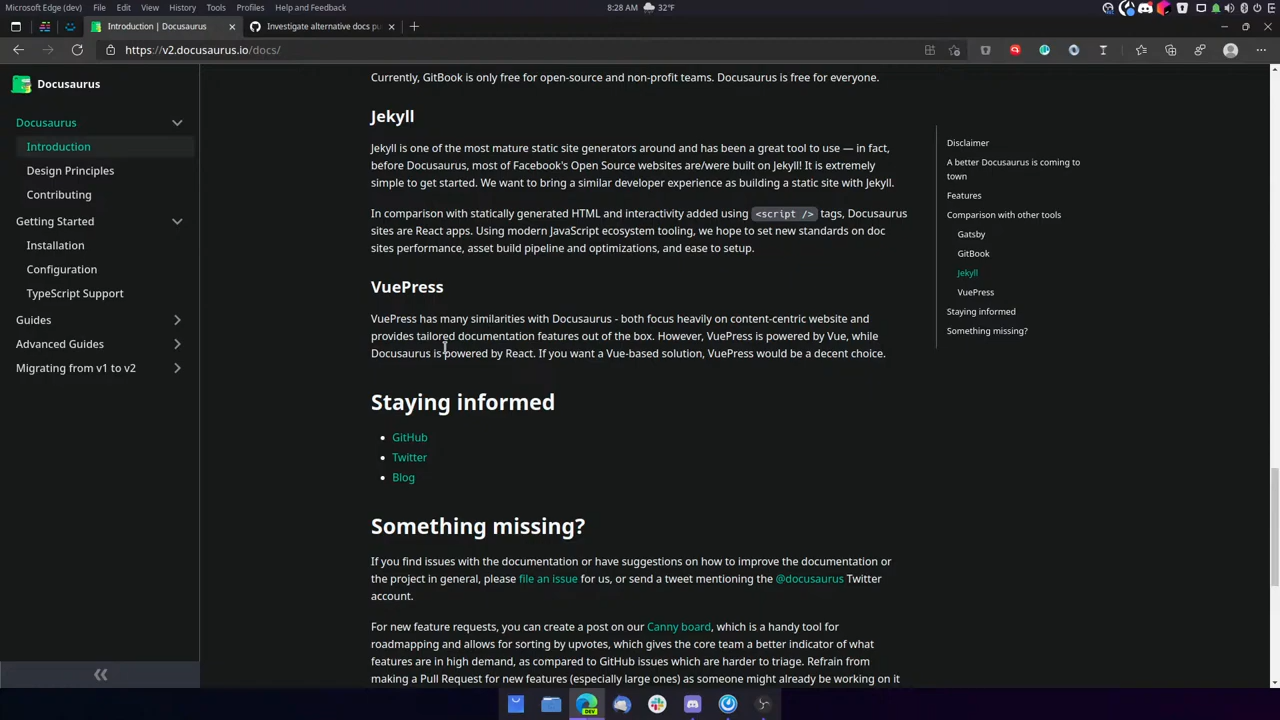 Microsoft Edge (dev) File Edit View History Tools Profiles Help and Feedback 8:28 AM 32°F
Introduction | Docusaurus Investigate alternative docs pu
https://v2.docusaurus.io/docs/
Docusaurus
Docusaurus
Introduction
Design Principles
Contributing
Getting Started
Installation
Configuration
TypeScript Support
Guides
Advanced Guides
Migrating from v1 to v2
Currently, GitBook is only free for open-source and non-profit teams. Docusaurus is free for everyone.
Jekyll
Jekyll is one of the most mature static site generators around and has been a great tool to use — in fact,
before Docusaurus, most of Facebook's Open Source websites are/were built on Jekyll! It is extremely
simple to get started. We want to bring a similar developer experience as building a static site with Jekyll.
In comparison with statically generated HTML and interactivity added using <script /> tags, Docusaurus
sites are React apps. Using modern JavaScript ecosystem tooling, we hope to set new standards on doc
sites performance, asset build pipeline and optimizations, and ease to setup.
VuePress
VuePress has many similarities with Docusaurus - both focus heavily on content-centric website and
provides tailored documentation features out of the box. However, VuePress is powered by Vue, while
Docusaurus is powered by React. If you want a Vue-based solution, VuePress would be a decent choice.
Staying informed
GitHub
Twitter
Blog
Something missing?
If you find issues with the documentation or have suggestions on how to improve the documentation or
the project in general, please file an issue for us, or send a tweet mentioning the @docusaurus Twitter
account.
For new feature requests, you can create a post on our Canny board, which is a handy tool for
roadmapping and allows for sorting by upvotes, which gives the core team a better indicator of what
features are in high demand, as compared to GitHub issues which are harder to triage. Refrain from
making a Pull Request for new features (especially large ones) as someone might already be working on it
Disclaimer
A better Docusaurus is coming to
town
Features
Comparison with other tools
Gatsby
GitBook
Jekyll
VuePress
Staying informed
Something missing?
DEV